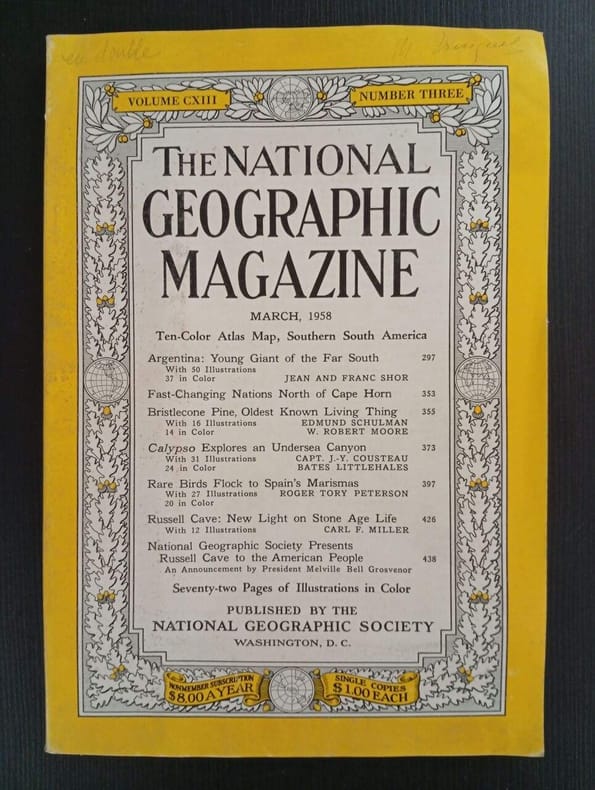 en double
VOLUME CXIII
NUMBER THREE
THE NATIONAL
GEOGRAPHIC
MAGAZINE
MARCH, 1958
Ten-Color Atlas Map, Southern South America
Argentina: Young Giant of the Far South 297
With 50 Illustrations
37 in Color JEAN AND FRANC SHOR
Fast-Changing Nations North of Cape Horn 353
Bristlecone Pine, Oldest Known Living Thing 355
With 16 Illustrations EDMUND SCHULMAN
14 in Color W. ROBERT MOORE
Calypso Explores an Undersea Canyon 373
With 31 Illustrations CAPT. J.-Y. COUSTEAU
24 in Color BATES LITTLEHALES
Rare Birds Flock to Spain's Marismas 397
With 27 Illustrations ROGER TORY PETERSON
20 in Color
Russell Cave: New Light on Stone Age Life 426
With 12 Illustrations CARL F. MILLER
National Geographic Society Presents
Russell Cave to the American People 438
An Announcement by President Melville Bell Grosvenor
Seventy-two Pages of Illustrations in Color
PUBLISHED BY THE
NATIONAL GEOGRAPHIC SOCIETY
WASHINGTON, D. C.
NONMEMBER SUBSCRIPTION
$8.00 A YEAR
SINGLE COPIES
$1.00 EACH